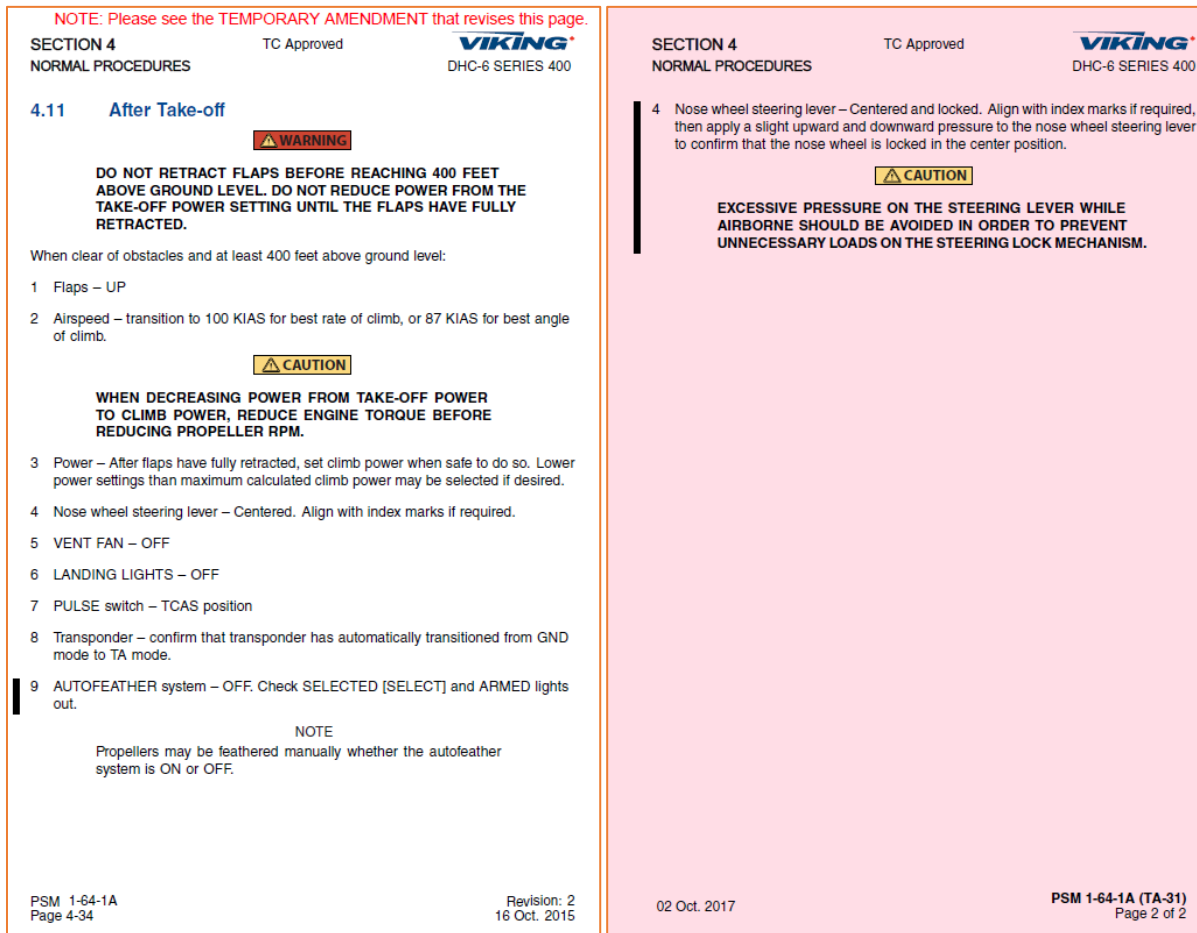 NOTE: Please see the TEMPORARY AMENDMENT that revises this page.
SECTION 4
TC Approved
VIKING
NORMAL PROCEDURES
DHC-6 SERIES 400
4.11 After Take-off
WARNING
DO NOT RETRACT FLAPS BEFORE REACHING 400 FEET
ABOVE GROUND LEVEL. DO NOT REDUCE POWER FROM THE
TAKE-OFF POWER SETTING UNTIL THE FLAPS HAVE FULLY
RETRACTED.
When clear of obstacles and at least 400 feet above ground level:
1 Flaps – UP
2 Airspeed – transition to 100 KIAS for best rate of climb, or 87 KIAS for best angle
of climb.
CAUTION
WHEN DECREASING POWER FROM TAKE-OFF POWER
TO CLIMB POWER, REDUCE ENGINE TORQUE BEFORE
REDUCING PROPELLER RPM.
3 Power – After flaps have fully retracted, set climb power when safe to do so. Lower
power settings than maximum calculated climb power may be selected if desired.
4 Nose wheel steering lever – Centered. Align with index marks if required.
5 VENT FAN – OFF
6 LANDING LIGHTS – OFF
7 PULSE switch – TCAS position
8 Transponder – confirm that transponder has automatically transitioned from GND
mode to TA mode.
9 AUTOFEATHER system – OFF. Check SELECTED [SELECT] and ARMED lights
out.
NOTE
Propellers may be feathered manually whether the autofeather
system is ON or OFF.
PSM 1-64-1A
Page 4-34
Revision: 2
16 Oct. 2015
SECTION 4
TC Approved
VIKING
NORMAL PROCEDURES
DHC-6 SERIES 400
4 Nose wheel steering lever – Centered and locked. Align with index marks if required,
then apply a slight upward and downward pressure to the nose wheel steering lever
to confirm that the nose wheel is locked in the center position.
CAUTION
EXCESSIVE PRESSURE ON THE STEERING LEVER WHILE
AIRBORNE SHOULD BE AVOIDED IN ORDER TO PREVENT
UNNECESSARY LOADS ON THE STEERING LOCK MECHANISM.
02 Oct. 2017
PSM 1-64-1A (TA-31)
Page 2 of 2